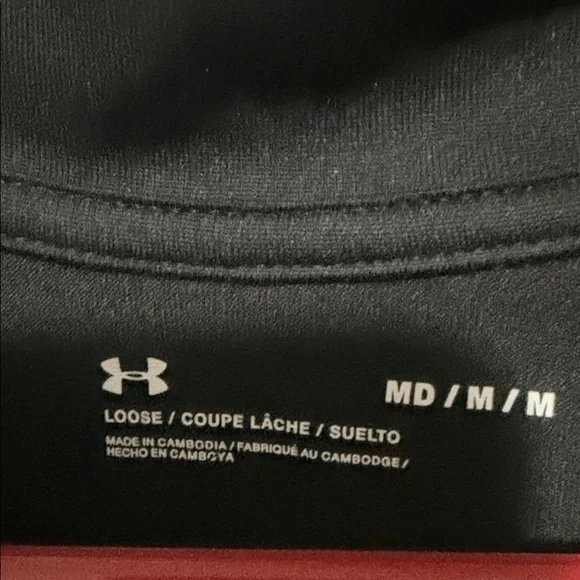 MD / M / M
LOOSE / COUPE LÂCHE / SUELTO
MADE IN CAMBODIA / FABRIQUÉ AU CAMBODGE /
HECHO EN CAMBOYA